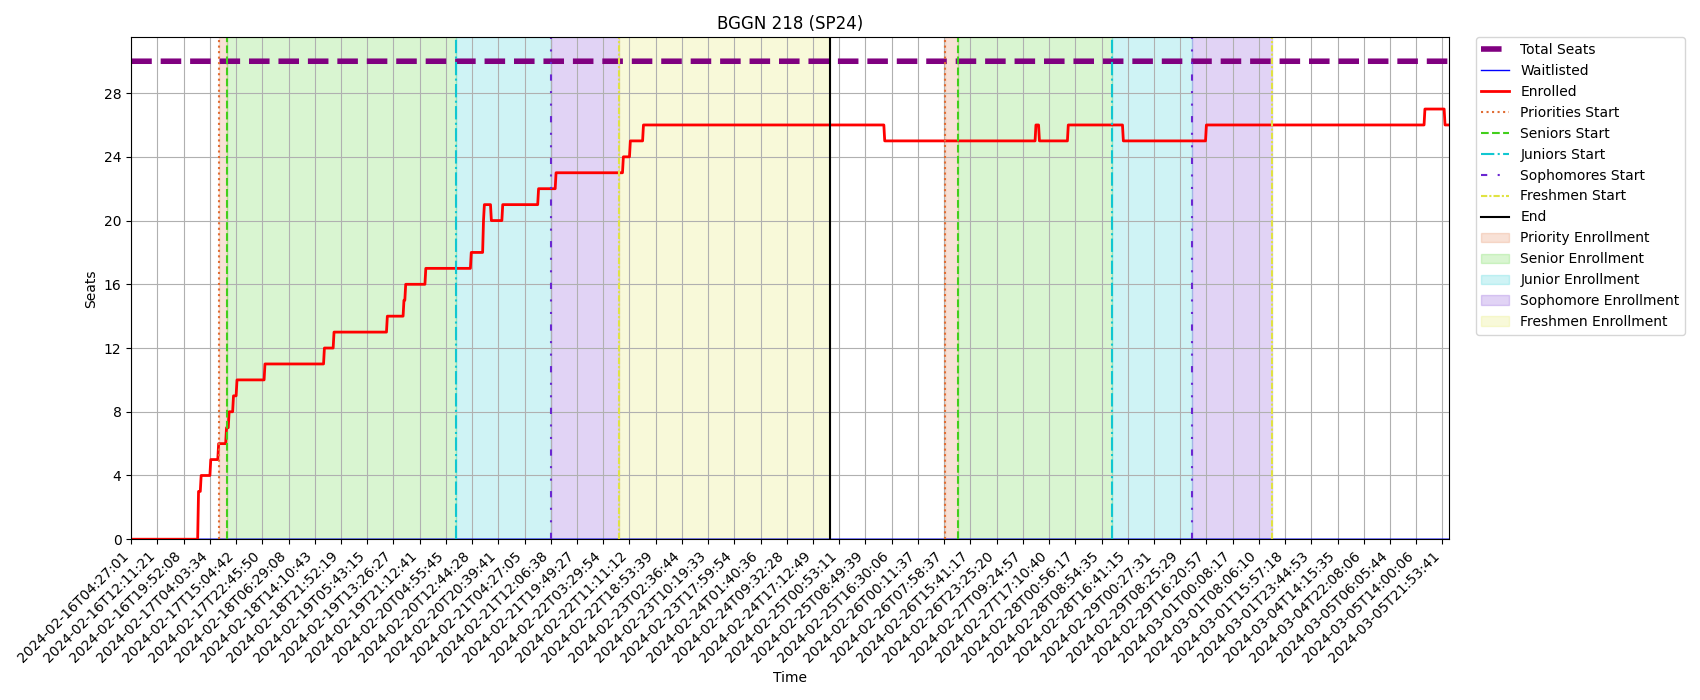 BGGN 218 (SP24)
Seats
28
24
20
16
12
8
4
0
2024-02-16T04:27:01
2024-02-16T12:11:21
2024-02-16T19:52:08
2024-02-17T04:03:34
2024-02-17T15:04:42
2024-02-17T22:45:50
2024-02-18T06:29:08
2024-02-18T14:10:43
2024-02-18T21:52:19
2024-02-19T05:43:15
2024-02-19T13:26:27
2024-02-19T21:12:41
2024-02-20T04:55:45
2024-02-20T12:44:28
2024-02-20T20:39:41
2024-02-21T04:27:05
2024-02-21T12:06:38
2024-02-21T19:49:27
2024-02-22T03:29:54
2024-02-22T11:11:12
2024-02-22T18:53:39
2024-02-23T02:36:44
2024-02-23T10:19:33
2024-02-23T17:59:54
2024-02-24T01:40:36
2024-02-24T09:32:28
2024-02-24T17:12:49
2024-02-25T00:53:11
2024-02-25T08:49:39
2024-02-25T16:30:06
2024-02-26T00:11:37
2024-02-26T07:58:37
2024-02-26T15:41:17
2024-02-26T23:25:20
2024-02-27T09:24:57
2024-02-27T17:10:40
2024-02-28T00:56:17
2024-02-28T08:54:35
2024-02-28T16:41:15
2024-02-29T00:27:31
2024-02-29T08:25:29
2024-02-29T16:20:57
2024-03-01T00:08:17
2024-03-01T08:06:10
2024-03-01T15:57:18
2024-03-01T23:44:53
2024-03-04T14:15:35
2024-03-04T22:08:06
2024-03-05T06:05:44
2024-03-05T14:00:06
2024-03-05T21:53:41
Time
Total Seats
Waitlisted
Enrolled
Priorities Start
Seniors Start
Juniors Start
Sophomores Start
Freshmen Start
End
Priority Enrollment
Senior Enrollment
Junior Enrollment
Sophomore Enrollment
Freshmen Enrollment